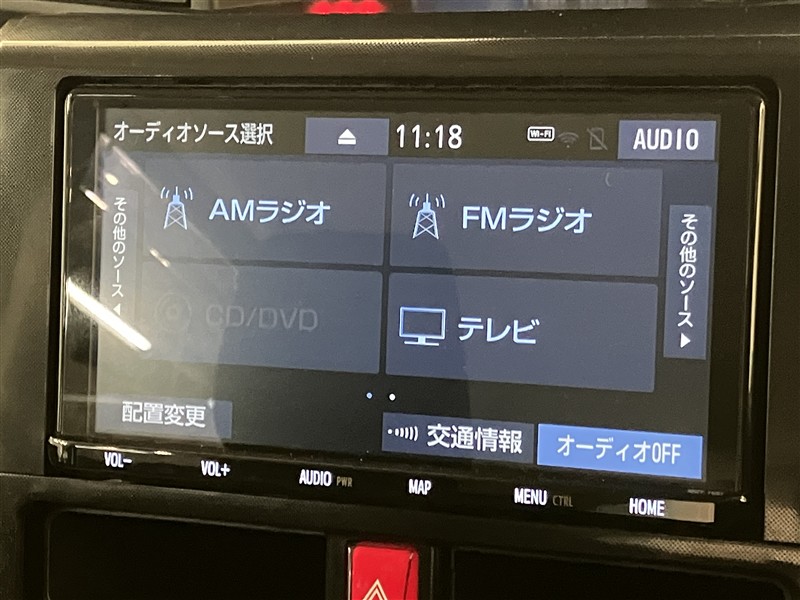 オーディオソース選択
11:18
Wi-Fi
AUDIO
AMラジオ
FMラジオ
その他のソース
CD/DVD
テレビ
その他のソース
配置変更
交通情報
オーディオOFF
VOL−
VOL+
AUDIO PWR
MAP
MENU CTRL
HOME